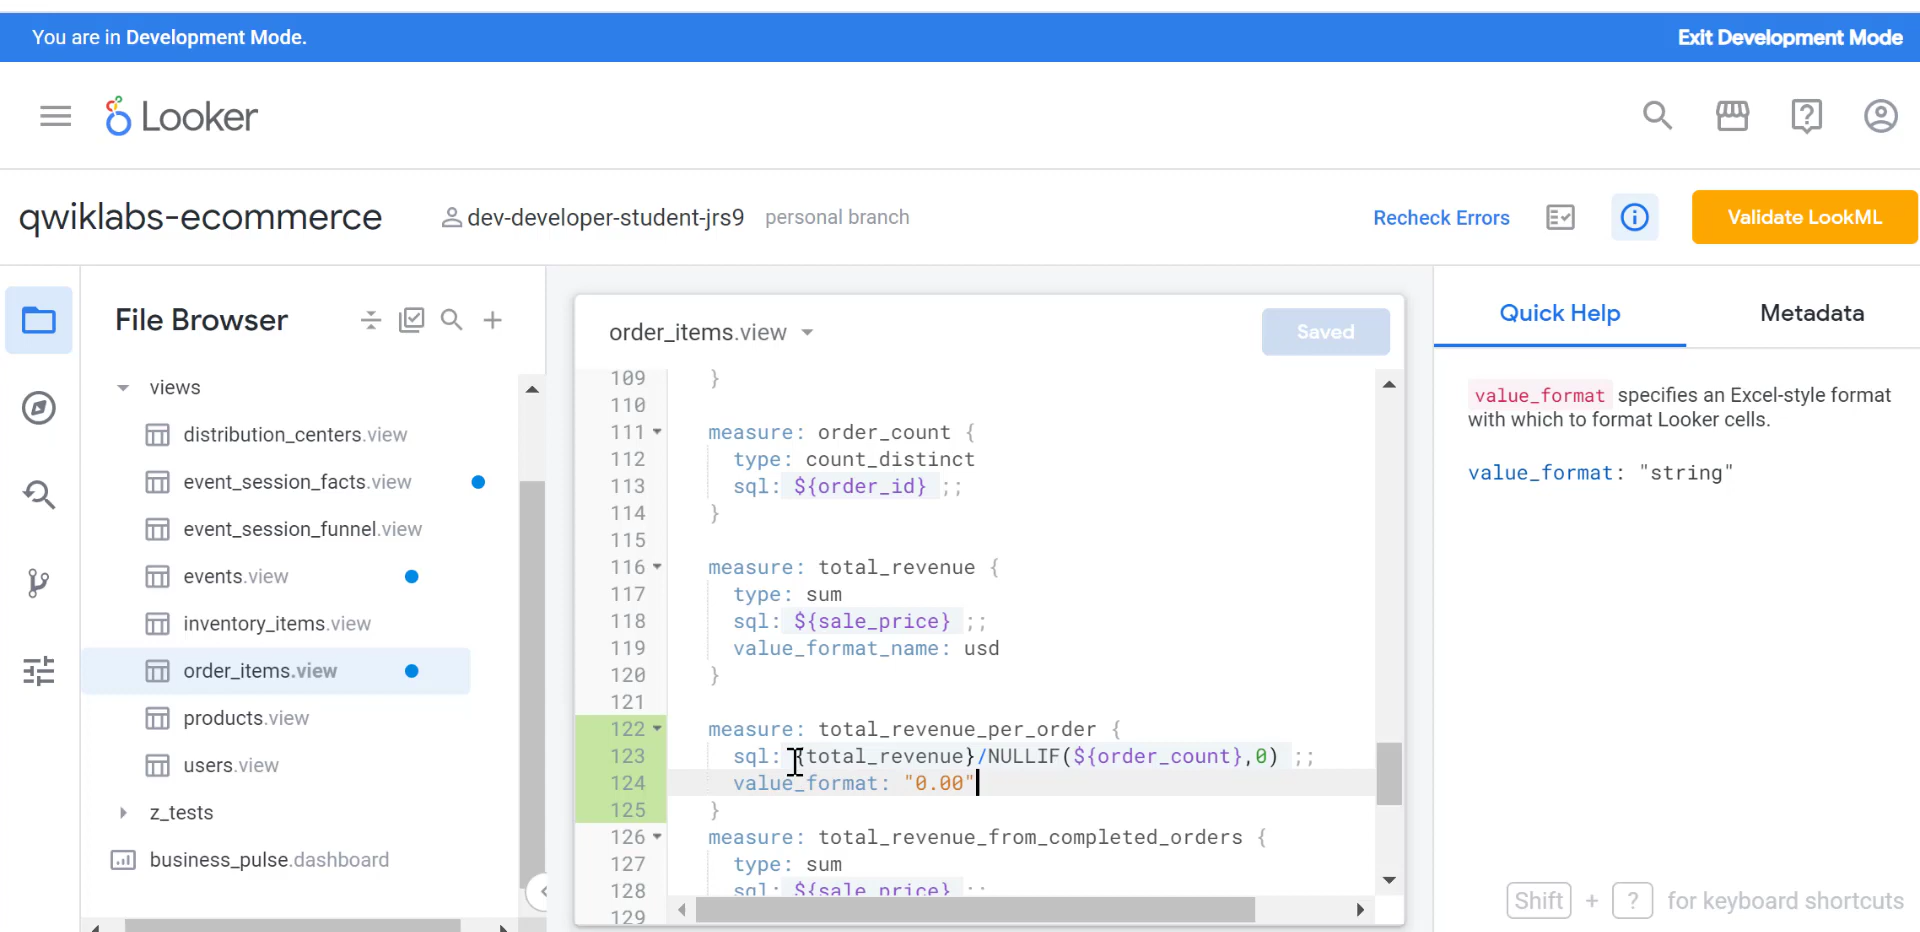 You are in Development Mode.
Exit Development Mode
Looker
qwiklabs-ecommerce
dev-developer-student-jrs9 personal branch
Recheck Errors
Validate LookML
File Browser
views
distribution_centers.view
event_session_facts.view
event_session_funnel.view
events.view
inventory_items.view
order_items.view
products.view
users.view
z_tests
business_pulse.dashboard
order_items.view
Saved
109 }
110
111 measure: order_count {
112 type: count_distinct
113 sql: ${order_id} ;;
114 }
115
116 measure: total_revenue {
117 type: sum
118 sql: ${sale_price} ;;
119 value_format_name: usd
120 }
121
122 measure: total_revenue_per_order {
123 sql: {total_revenue}/NULLIF(${order_count},0) ;;
124 value_format: "0.00"
125 }
126 measure: total_revenue_from_completed_orders {
127 type: sum
128 sql: ${sale_price} ;;
129
Quick Help
Metadata
value_format specifies an Excel-style format
with which to format Looker cells.
value_format: "string"
Shift + ? for keyboard shortcuts